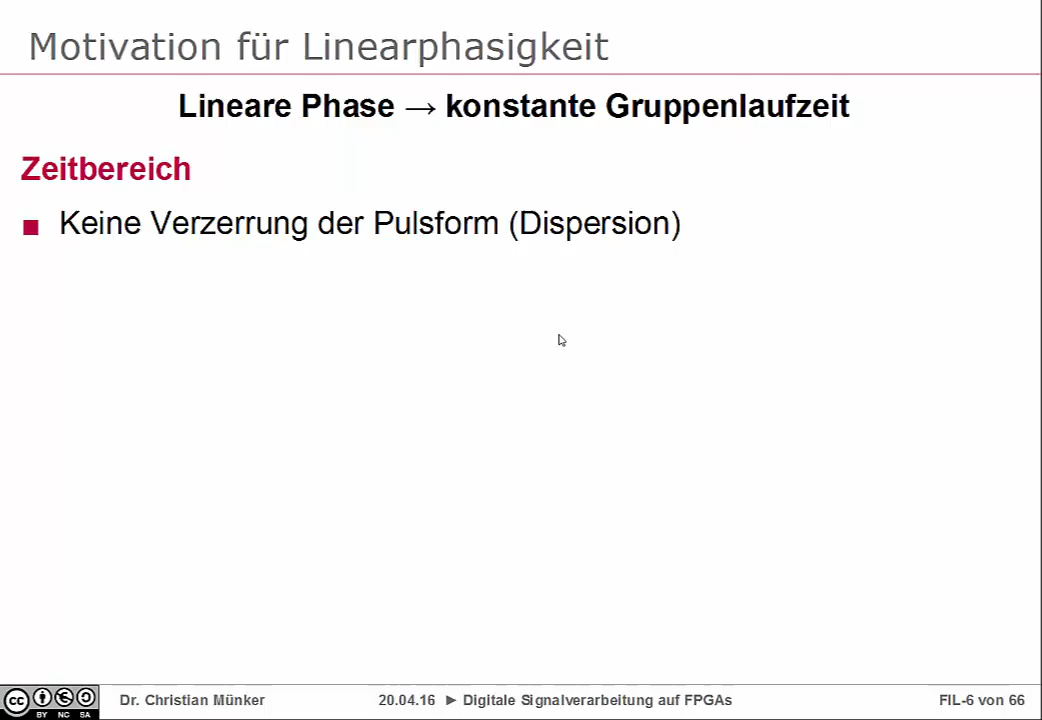 Motivation für Linearphasigkeit
Lineare Phase → konstante Gruppenlaufzeit
Zeitbereich
■ Keine Verzerrung der Pulsform (Dispersion)
cc BY NC SA Dr. Christian Münker 20.04.16 ► Digitale Signalverarbeitung auf FPGAs FIL-6 von 66